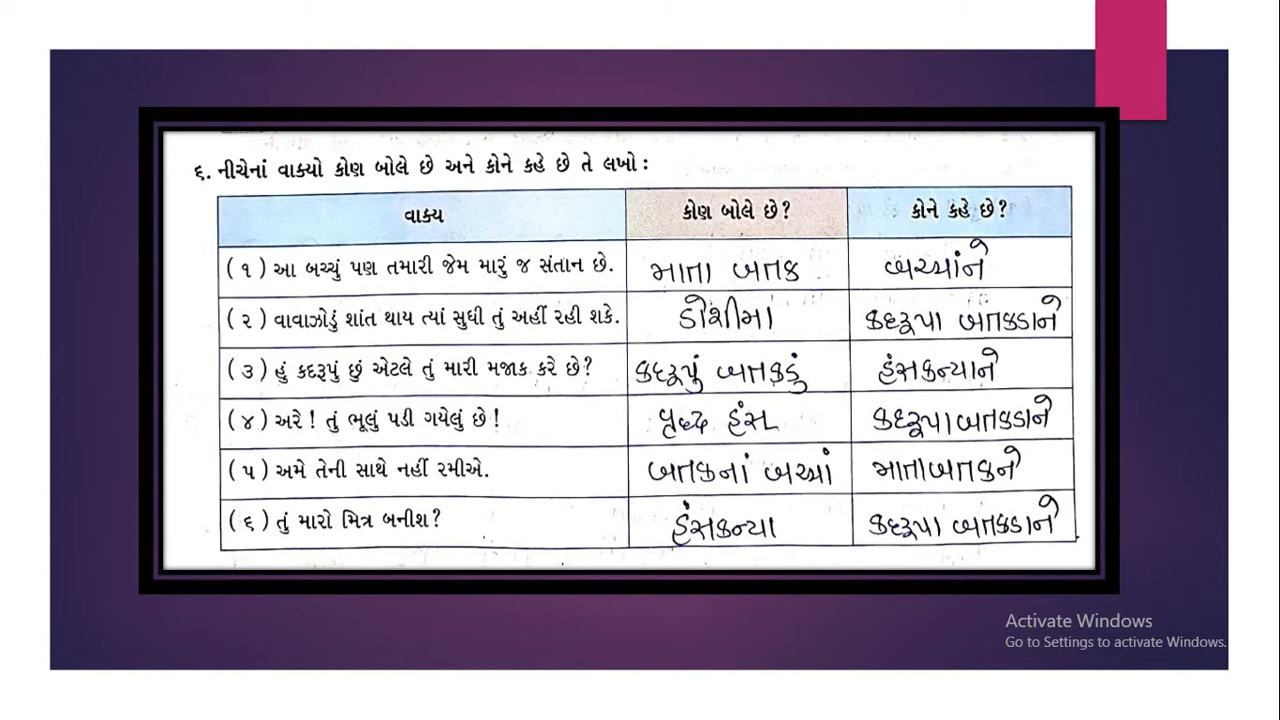 ૬. નીચેનાં વાક્યો કોણ બોલે છે અને કોને કહે છે તે લખો :
વાક્ય કોણ બોલે છે? કોને કહે છે?
(૧) આ બચ્ચું પણ તમારી જેમ મારું જ સંતાન છે. માતા બતક બચ્ચાંને
(૨) વાવાઝોડું શાંત થાય ત્યાં સુધી તું અહીં રહી શકે. ડોશીમા કદરૂપા બતકડાને
(૩) હું કદરૂપું છું એટલે તું મારી મજાક કરે છે? કદરૂપું બતકડું હંસકન્યાને
(૪) અરે! તું ભૂલું પડી ગયેલું છે! વૃદ્ધ હંસ કદરૂપા બતકડાને
(૫) અમે તેની સાથે નહીં રમીએ. બતકનાં બચ્ચાં માતાબતકને
(૬) તું મારો મિત્ર બનીશ? હંસકન્યા કદરૂપા બતકડાને
Activate Windows
Go to Settings to activate Windows.